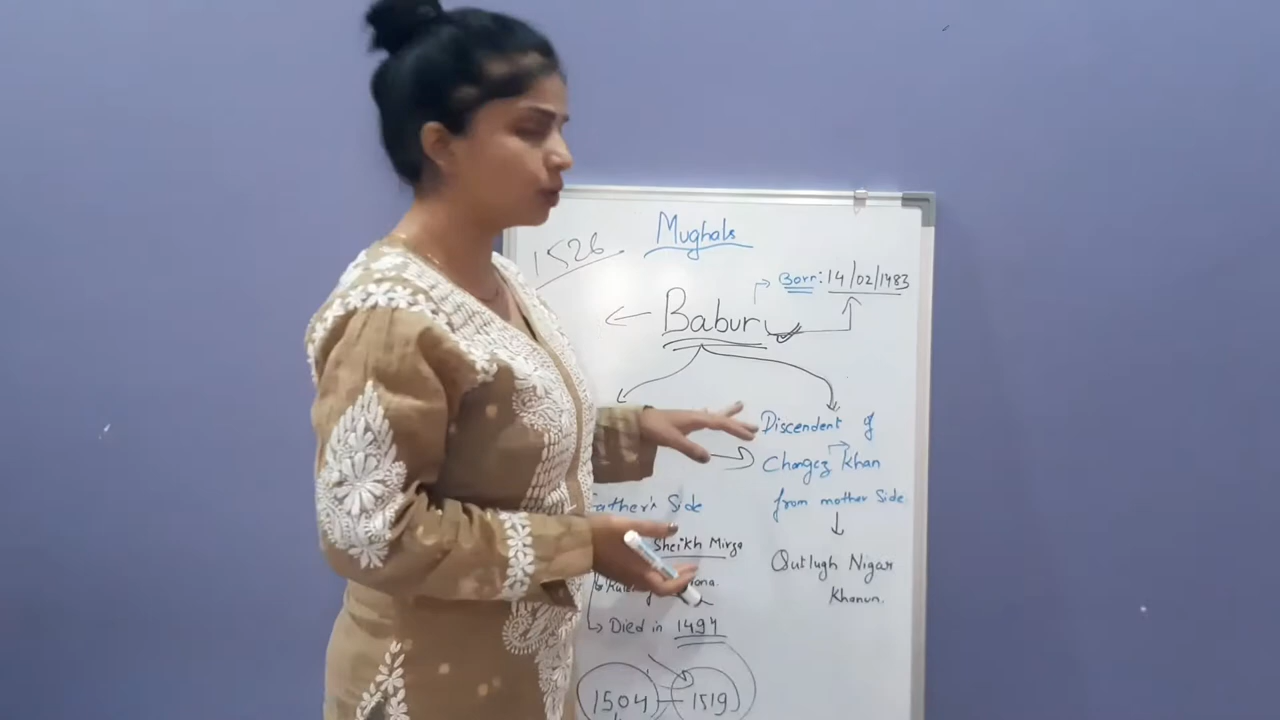 Mughals
1526
Born: 14/02/1483
Babur
Discendent of
Changez Khan
from mother Side
Qutlugh Nigar
Khanun.
Father's Side
Sheikh Mirza
Died in 1494
1504 1519